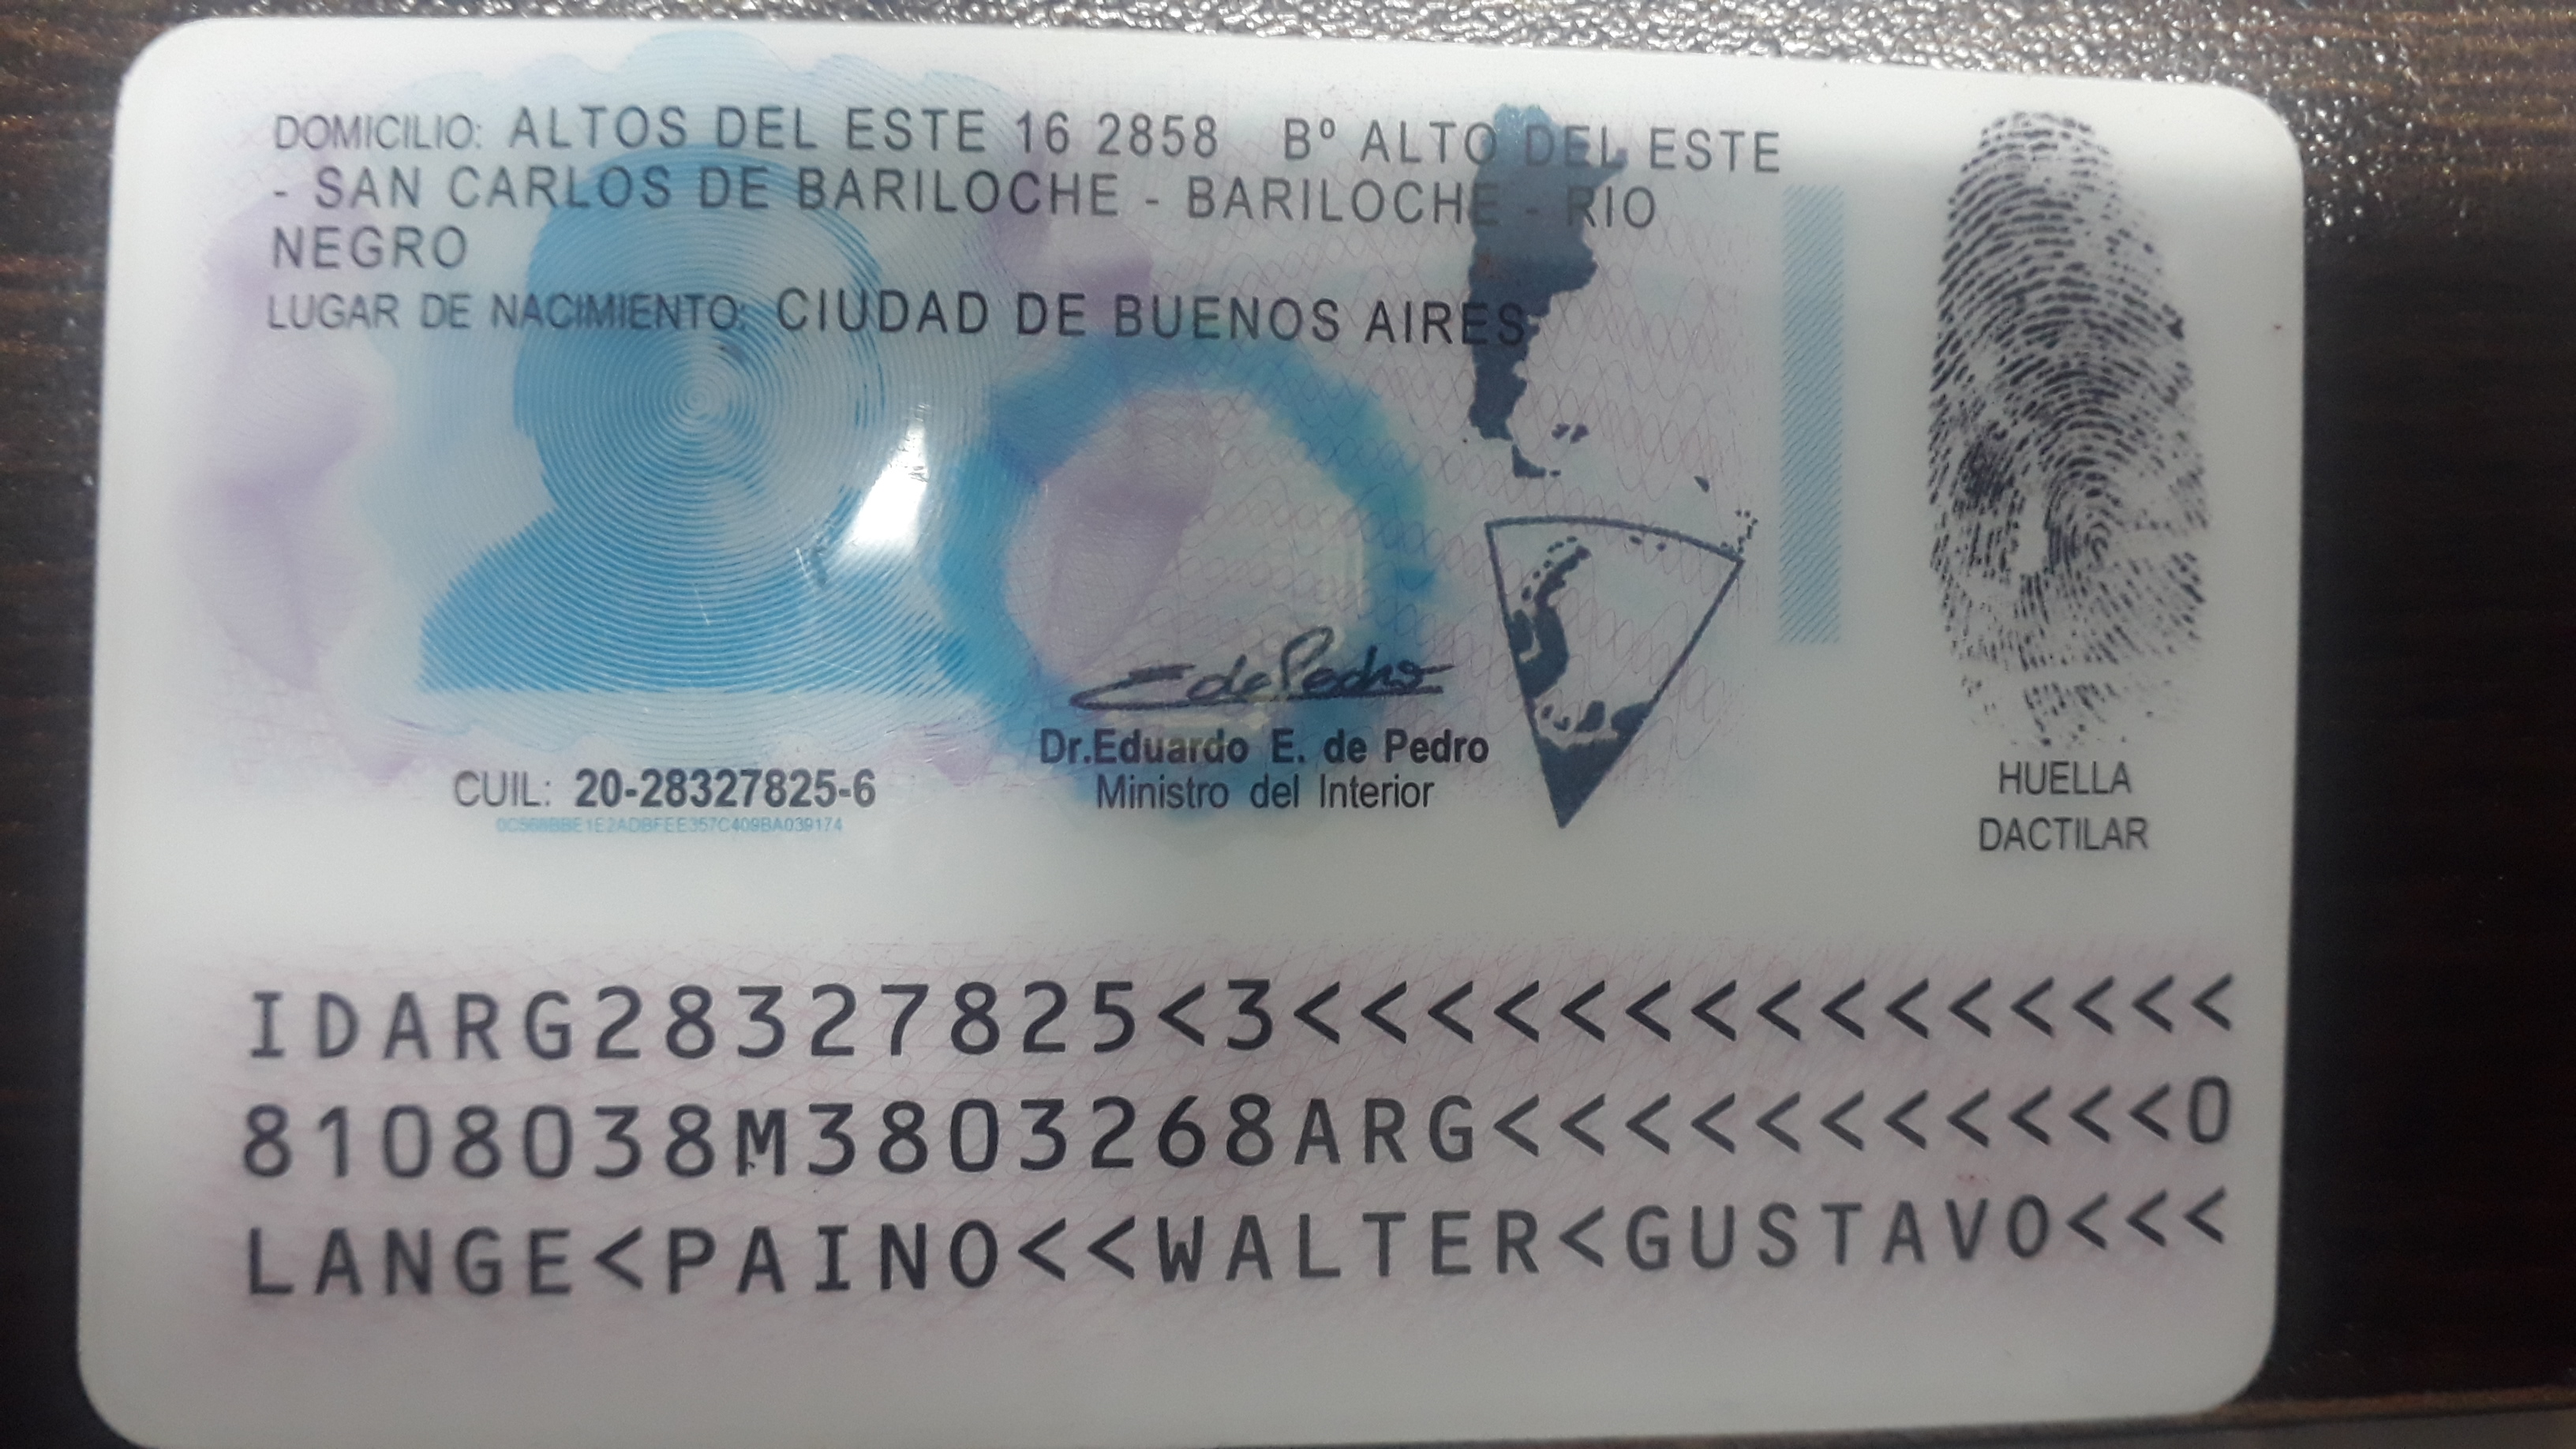 DOMICILIO: ALTOS DEL ESTE 16 2858 Bº ALTO DEL ESTE
- SAN CARLOS DE BARILOCHE - BARILOCHE - RIO
NEGRO
LUGAR DE NACIMIENTO: CIUDAD DE BUENOS AIRES
Dr.Eduardo E. de Pedro
Ministro del Interior
CUIL: 20-28327825-6
HUELLA
DACTILAR
IDARG28327825<3<<<<<<<<<<<<<<<
8108038M3803268ARG<<<<<<<<<<<0
LANGE<PAINO<<WALTER<GUSTAVO<<<